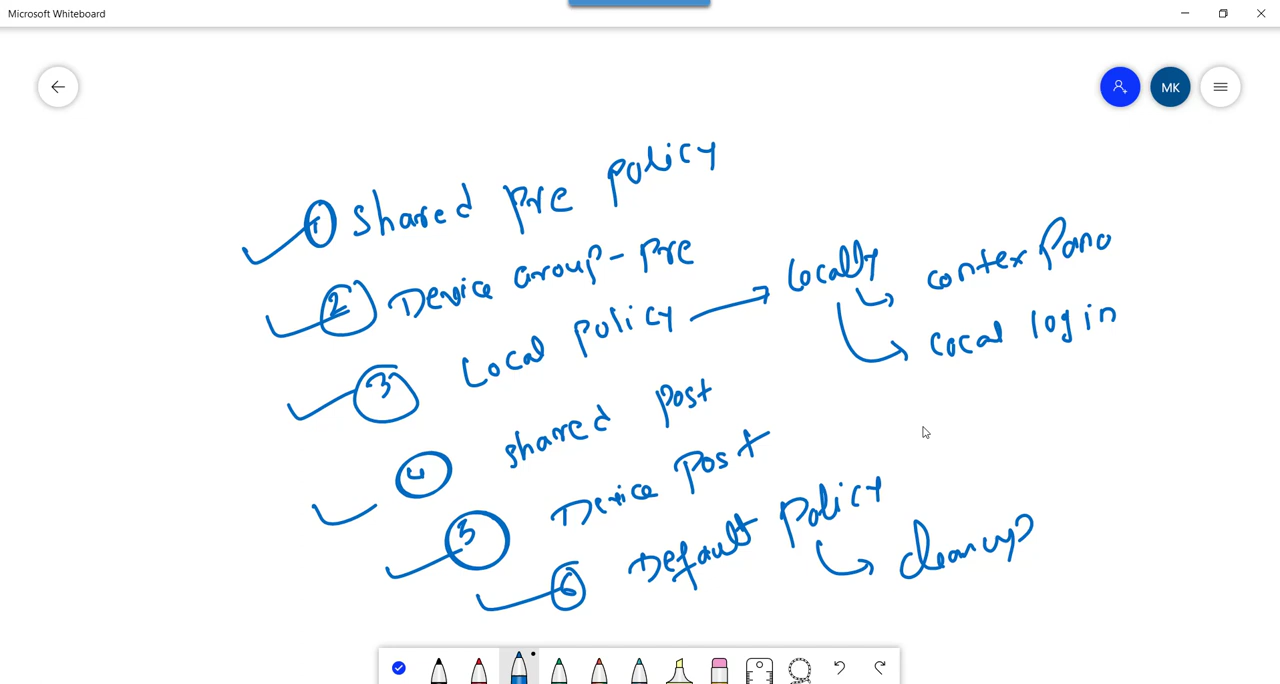 Microsoft Whiteboard
MK
1 Shared pre policy
2 Device Group-Pre
3 Local policy → Locally
contex Pano
Local login
4 shared post
5 Device Post
6 Default Policy
cleanup